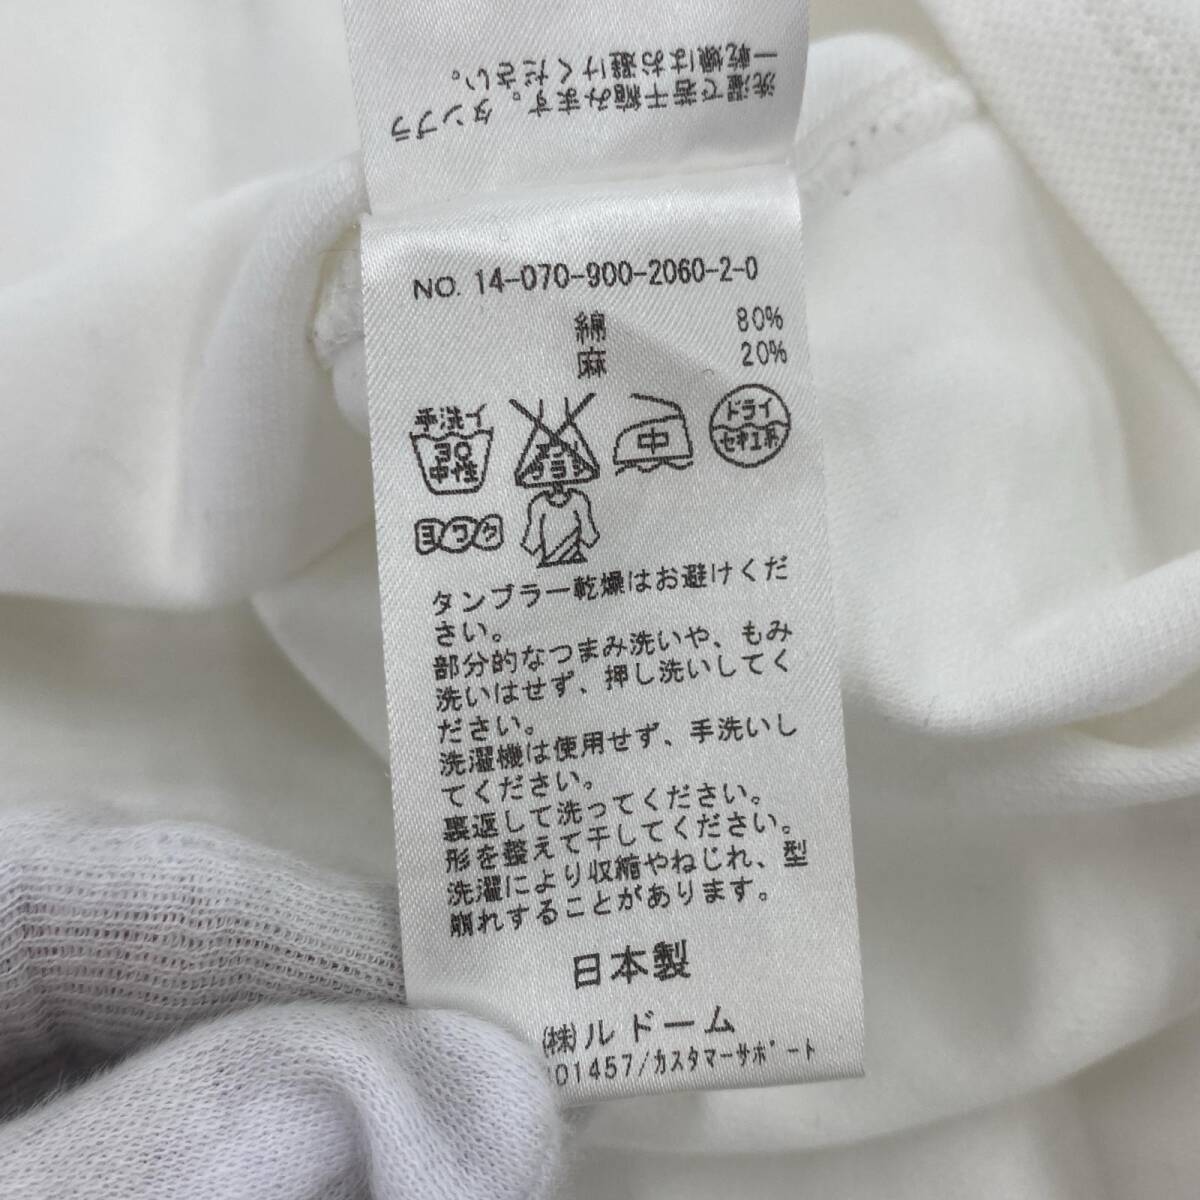 洗濯で若干縮みます。タンブラ
ー乾燥はお避けください。
NO. 14-070-900-2060-2-0
綿 80%
麻 20%
手洗イ
30
中性
エンソ
サラシ
中
ドライ
セキユ系
ヨワク
タンブラー乾燥はお避けくだ
さい。
部分的なつまみ洗いや、もみ
洗いはせず、押し洗いしてく
ださい。
洗濯機は使用せず、手洗いし
てください。
裏返して洗ってください。
形を整えて干してください。
洗濯により収縮やねじれ、型
崩れすることがあります。
日本製
(株)ルドーム
01457/カスタマーサポート